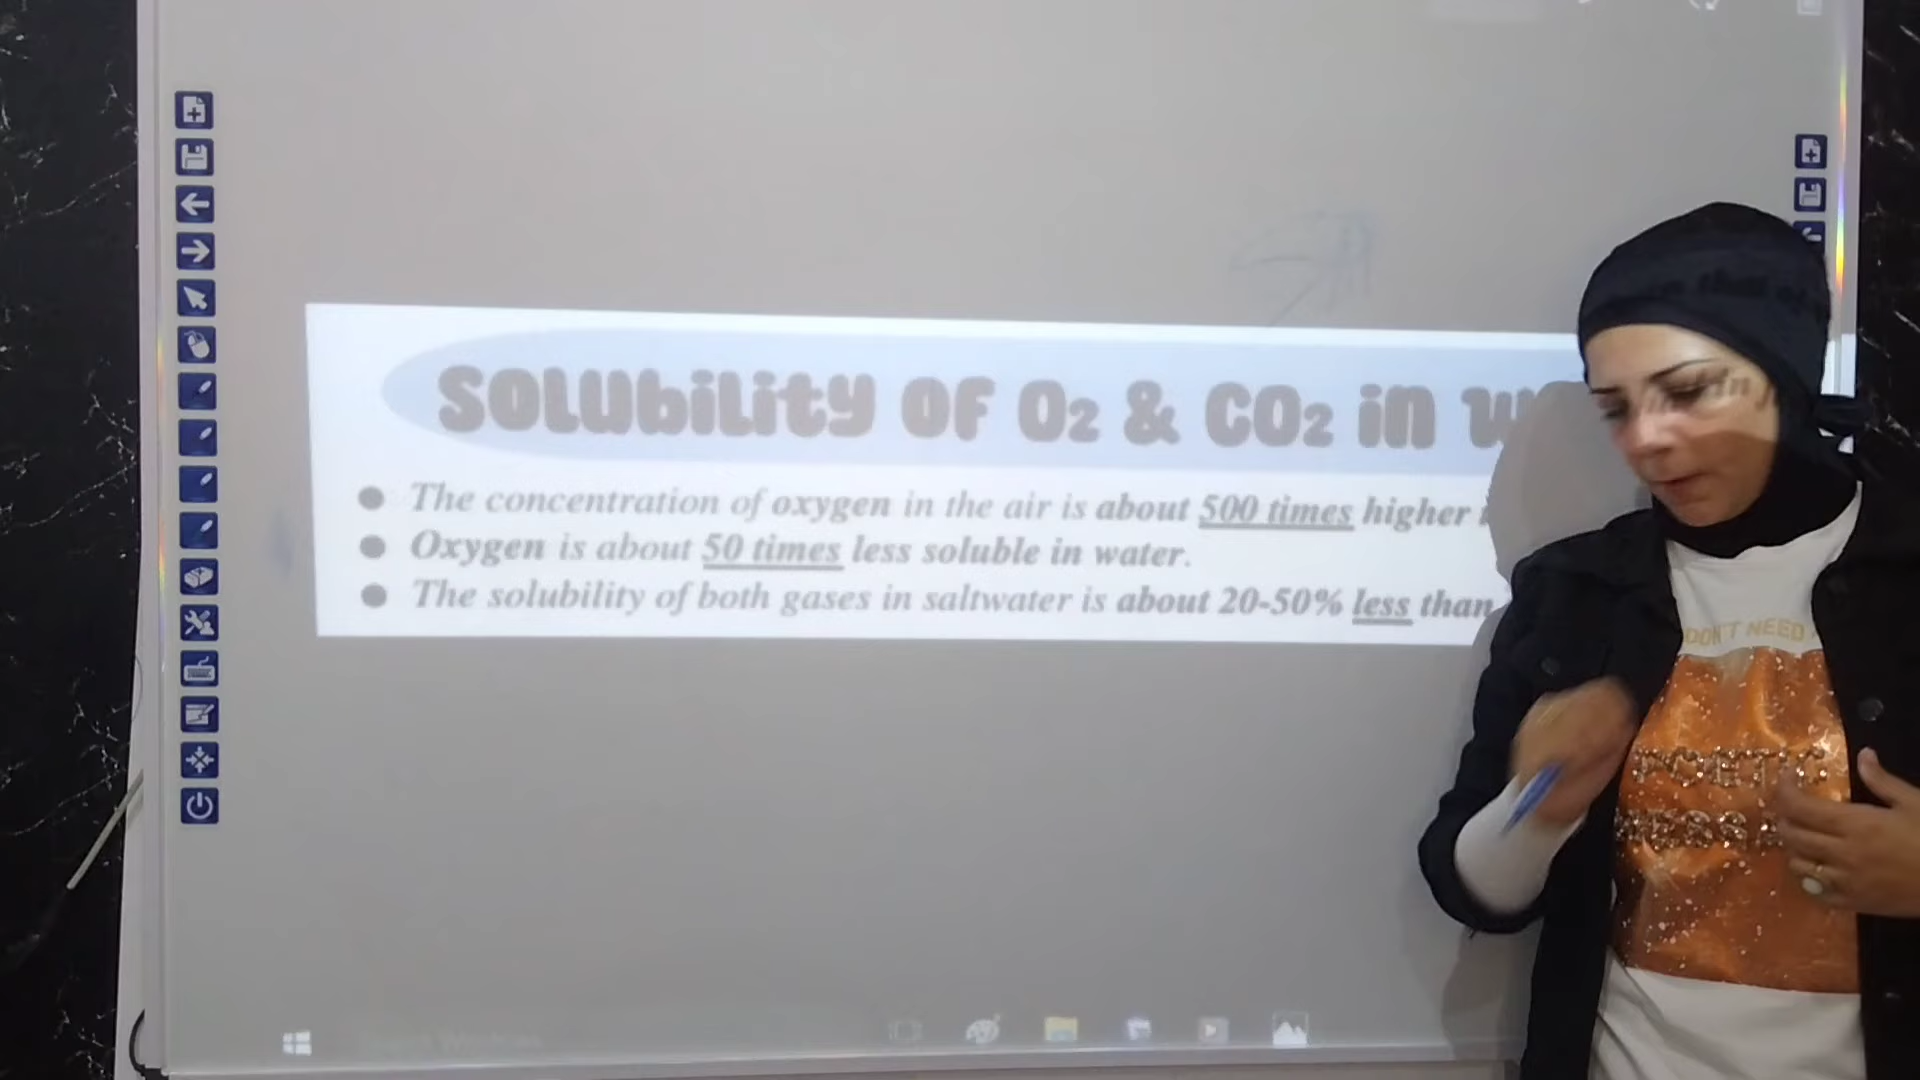 SOLUbiLity OF O2 & CO2 in
The concentration of oxygen in the air is about 500 times higher
Oxygen is about 50 times less soluble in water.
The solubility of both gases in saltwater is about 20-50% less than
DON'T NEED